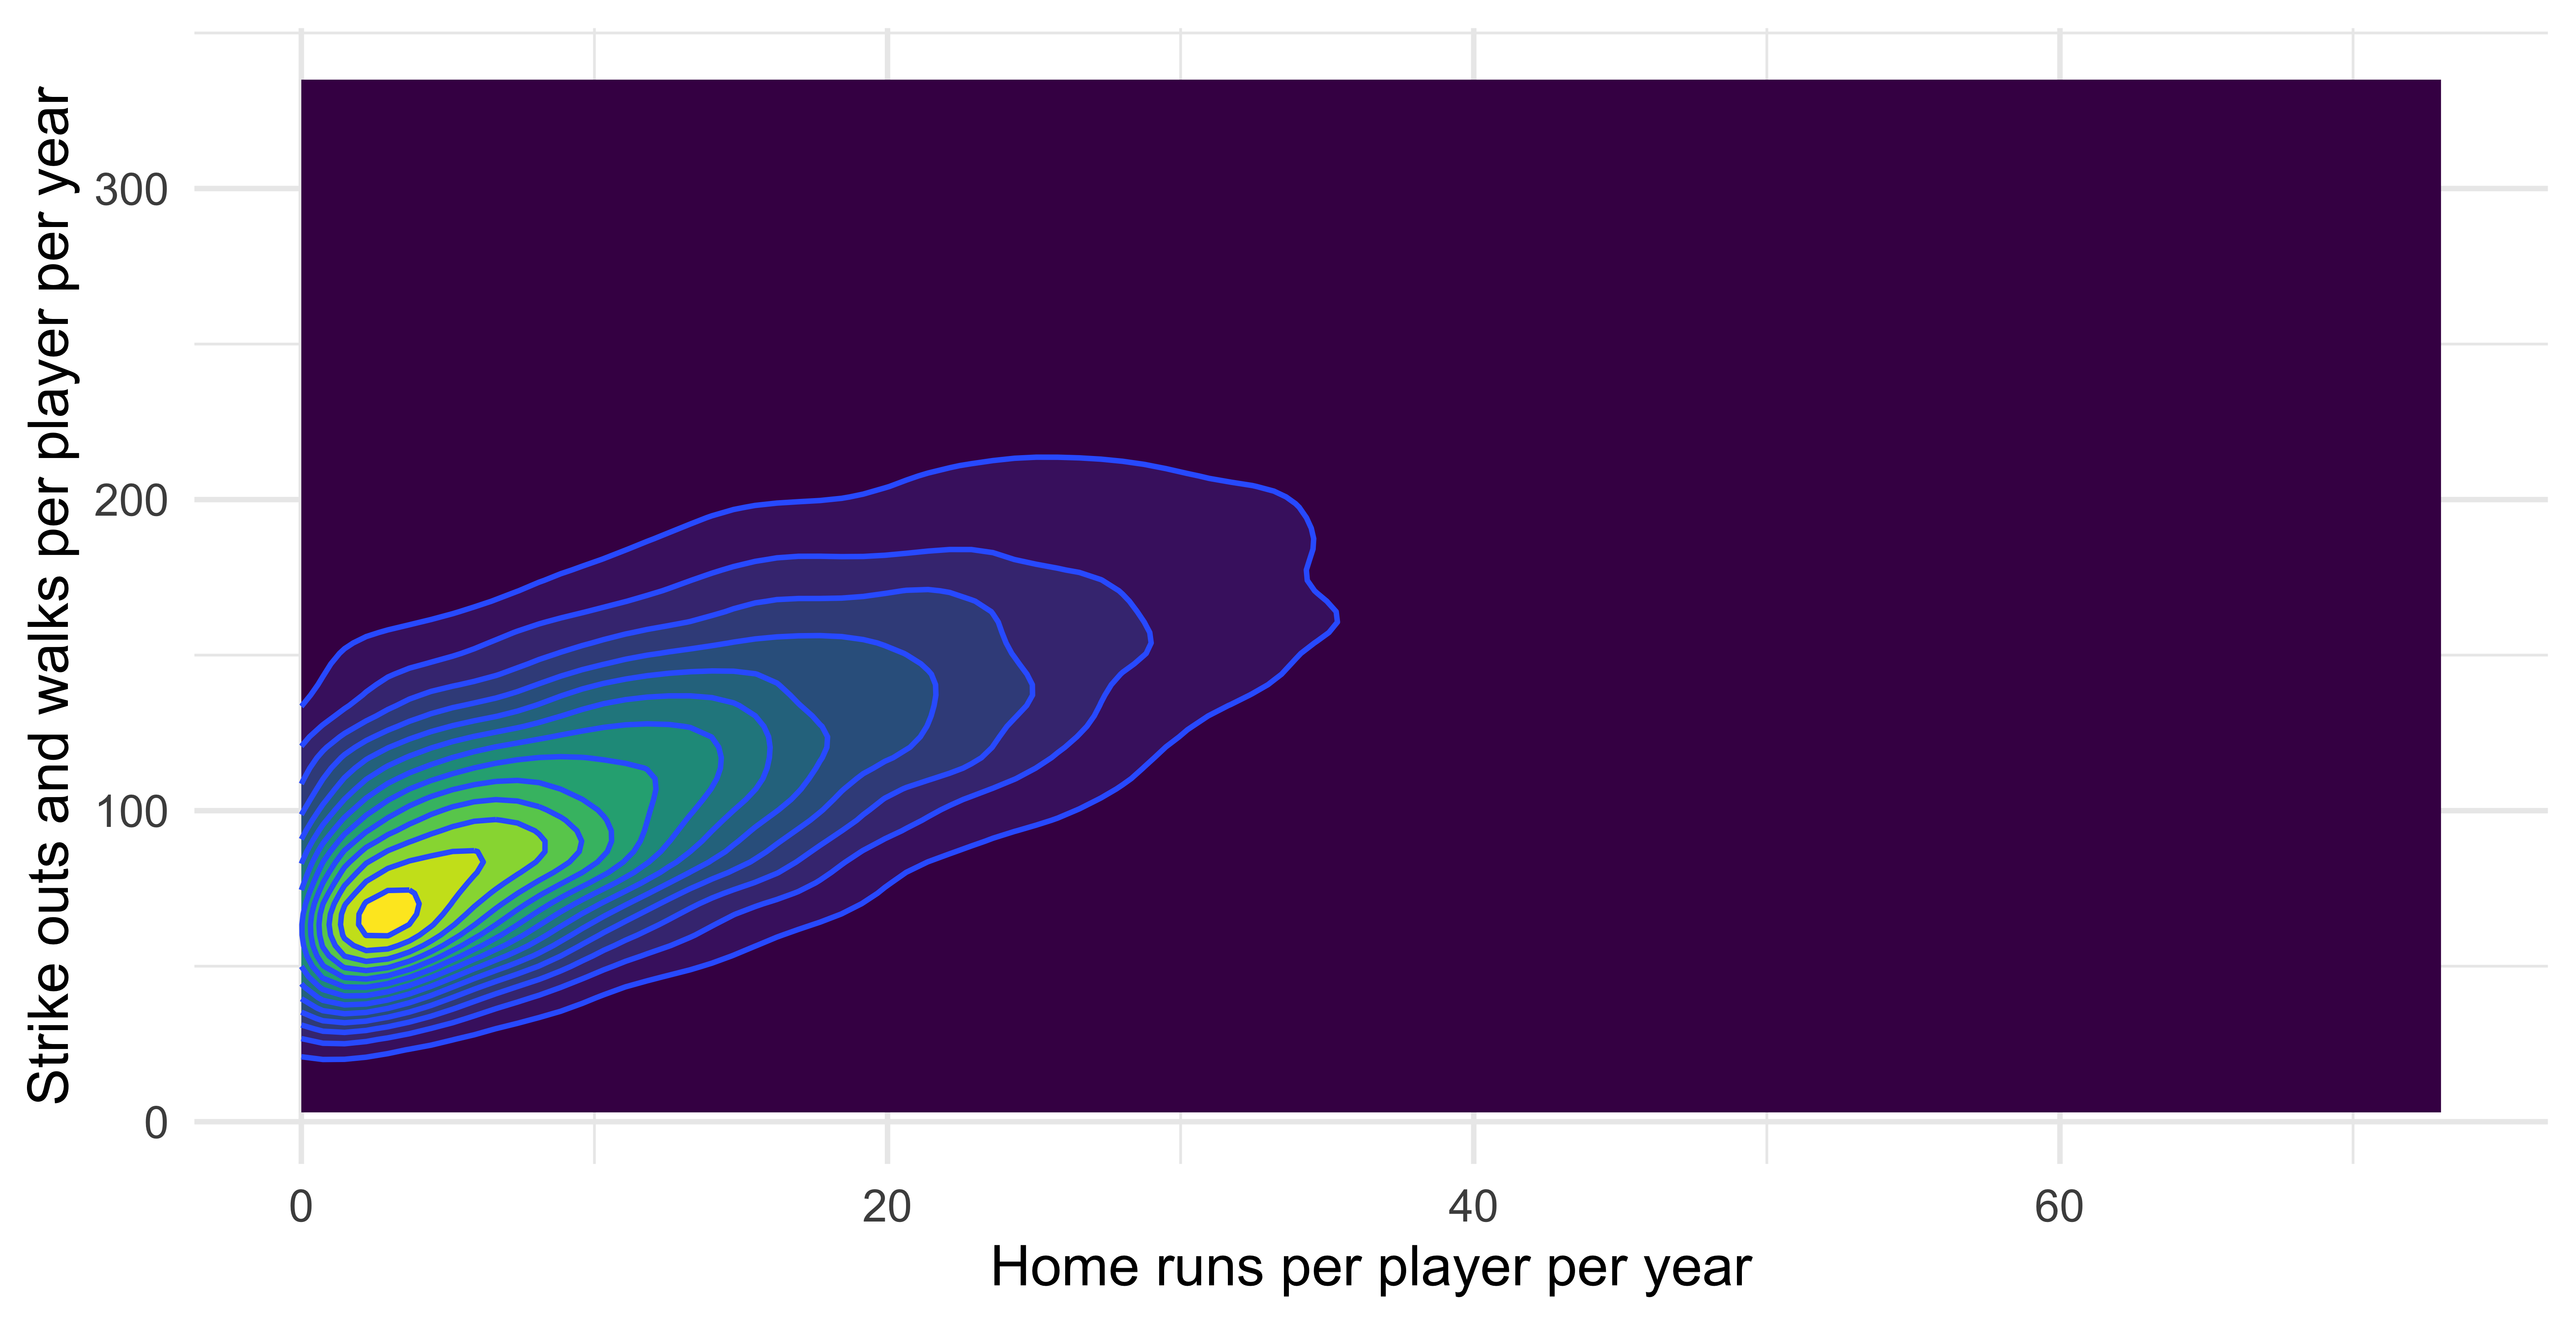 Strike outs and walks per player per year
300
200
100
0
0 20 40 60
Home runs per player per year